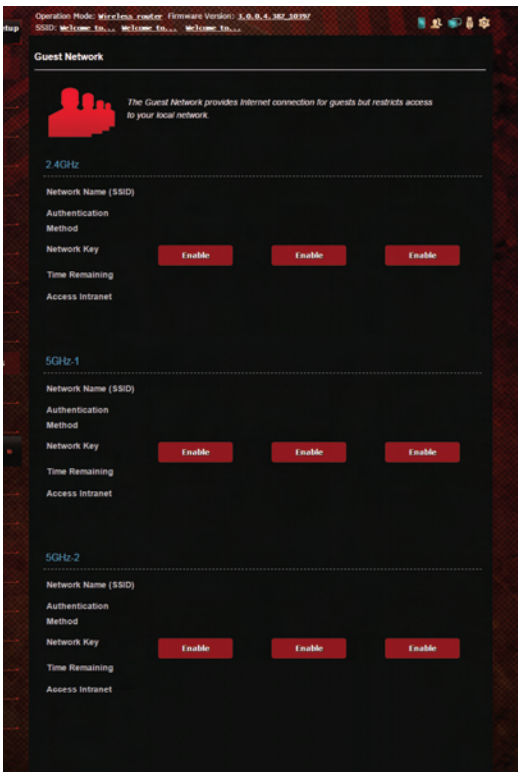 Operation Mode: Wireless router Firmware Version: 3.0.0.4.382_10197
SSID: Welcome to... Welcome to... Welcome to...
Guest Network
The Guest Network provides Internet connection for guests but restricts access
to your local network.
2.4GHz
Network Name (SSID)
Authentication
Method
Network Key
Enable Enable Enable
Time Remaining
Access Intranet
5GHz-1
Network Name (SSID)
Authentication
Method
Network Key
Enable Enable Enable
Time Remaining
Access Intranet
5GHz-2
Network Name (SSID)
Authentication
Method
Network Key
Enable Enable Enable
Time Remaining
Access Intranet